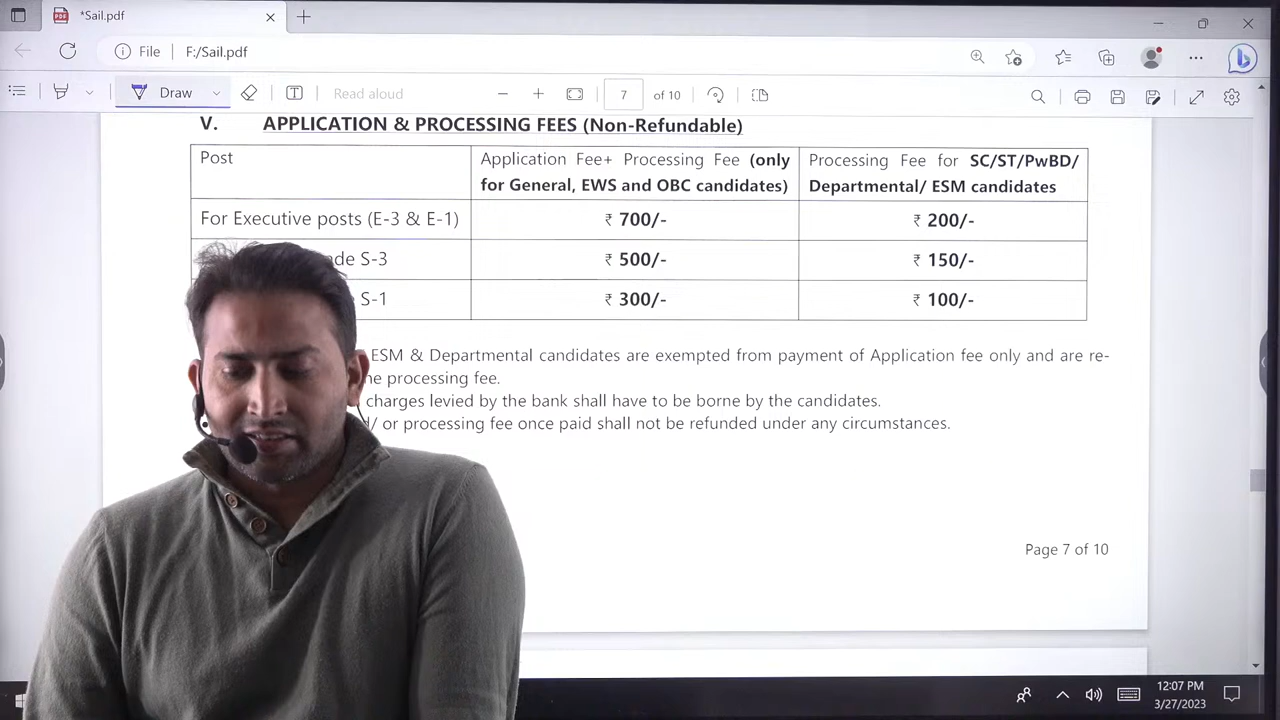 *Sail.pdf
File F:/Sail.pdf
Draw Read aloud 7 of 10
V. APPLICATION & PROCESSING FEES (Non-Refundable)
Post
Application Fee+ Processing Fee (only for General, EWS and OBC candidates)
Processing Fee for SC/ST/PwBD/ Departmental/ ESM candidates
For Executive posts (E-3 & E-1) ₹ 700/- ₹ 200/-
S-3 ₹ 500/- ₹ 150/-
S-1 ₹ 300/- ₹ 100/-
ESM & Departmental candidates are exempted from payment of Application fee only and are re-
processing fee.
charges levied by the bank shall have to be borne by the candidates.
or processing fee once paid shall not be refunded under any circumstances.
Page 7 of 10
12:07 PM
3/27/2023